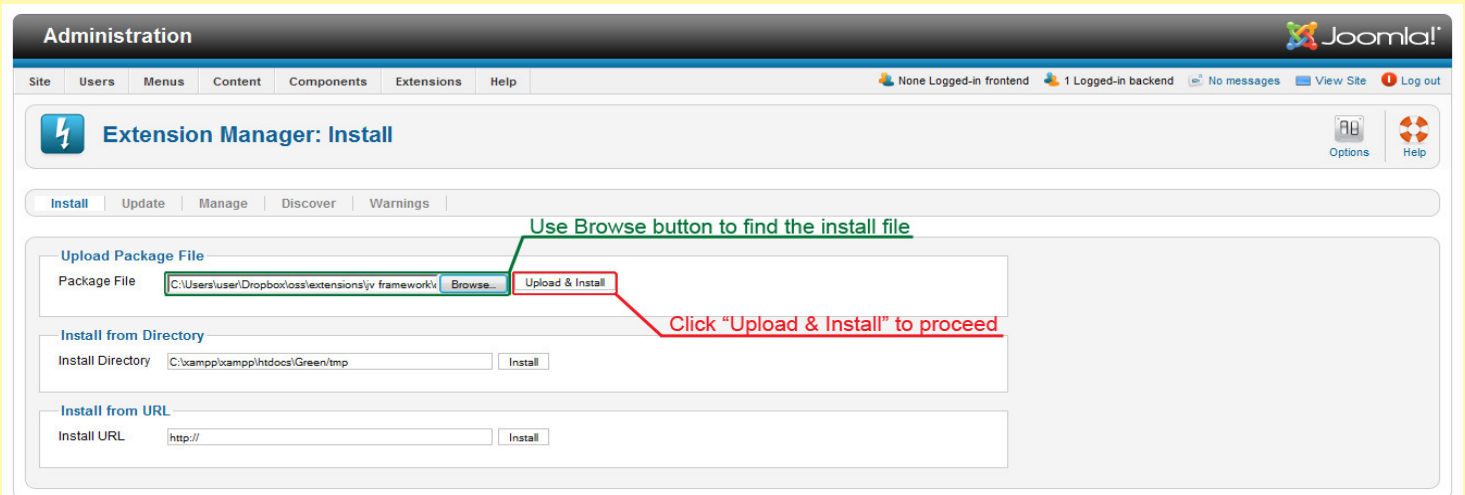 Administration
Joomla!
Site Users Menus Content Components Extensions Help None Logged-in frontend 1 Logged-in backend No messages View Site Log out
Extension Manager: Install
Options Help
Install Update Manage Discover Warnings
Use Browse button to find the install file
Upload Package File
Package File C:\Users\user\Dropbox\oss\extensions\jv framework\ Browse... Upload & Install
Click “Upload & Install” to proceed
Install from Directory
Install Directory C:\xampp\xampp\htdocs\Green/tmp Install
Install from URL
Install URL http:// Install